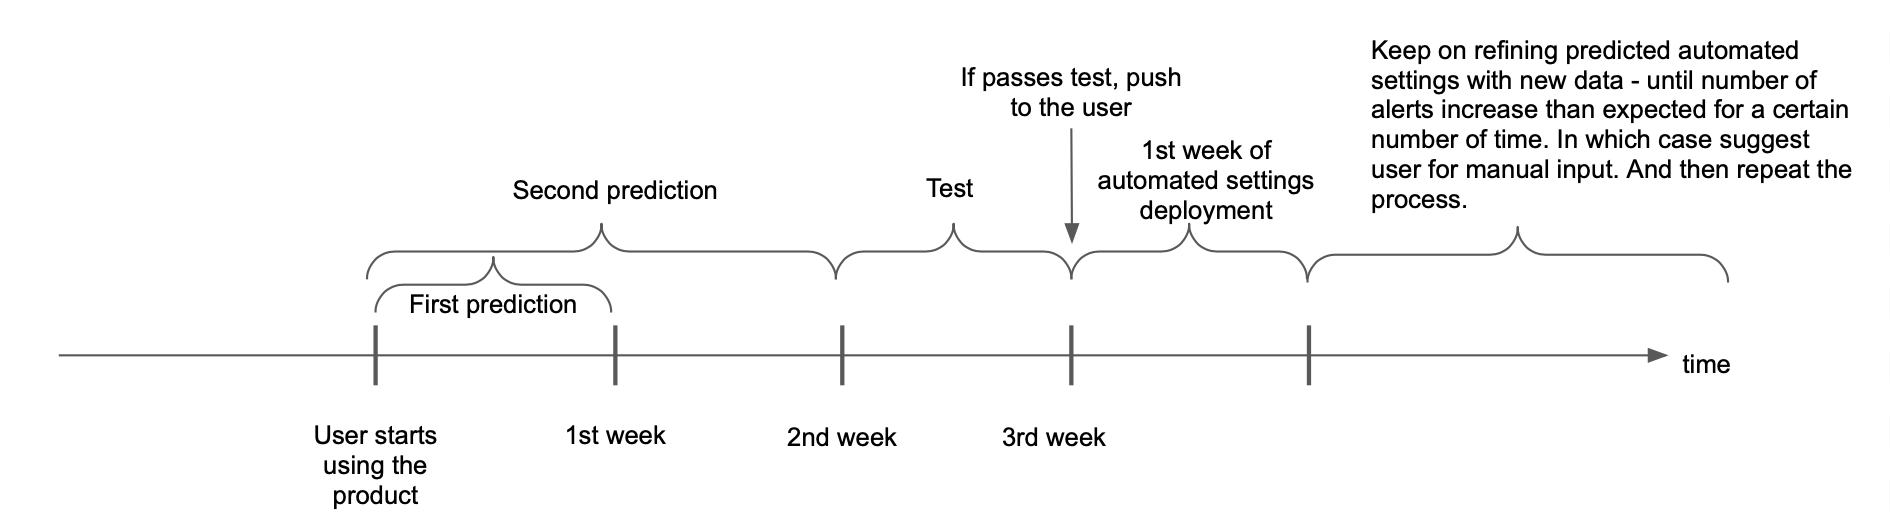 Keep on refining predicted automated
settings with new data - until number of
alerts increase than expected for a certain
number of time. In which case suggest
user for manual input. And then repeat the
process.
If passes test, push
to the user
1st week of
automated settings
deployment
Second prediction
Test
First prediction
time
User starts
using the
product
1st week
2nd week
3rd week